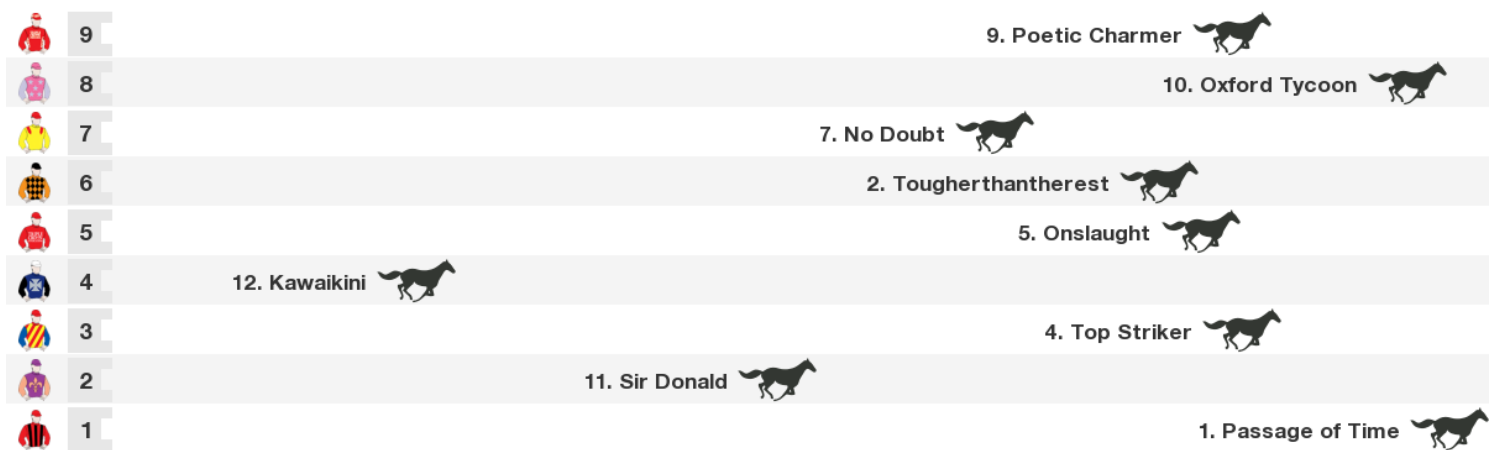 9 9. Poetic Charmer
8 10. Oxford Tycoon
7 7. No Doubt
6 2. Tougherthantherest
5 5. Onslaught
4 12. Kawaikini
3 4. Top Striker
2 11. Sir Donald
1 1. Passage of Time